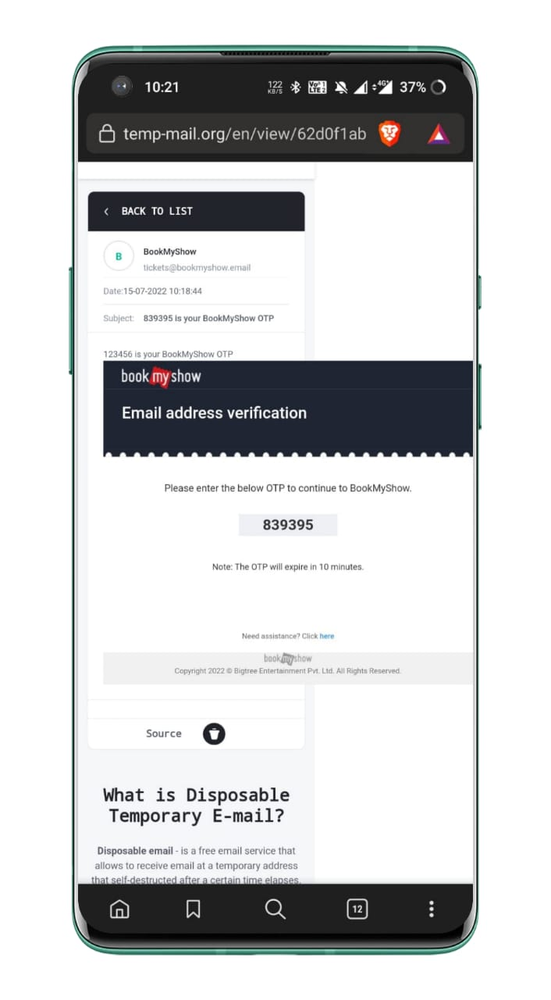 10:21
122
KB/S
Vo) 1
LTE 2
4G+
37%
temp-mail.org/en/view/62d0f1ab
BACK TO LIST
B
BookMyShow
tickets@bookmyshow.email
Date:15-07-2022 10:18:44
Subject: 839395 is your BookMyShow OTP
123456 is your BookMyShow OTP
book my show
Email address verification
Please enter the below OTP to continue to BookMyShow.
839395
Note: The OTP will expire in 10 minutes.
Need assistance? Click here
book my show
Copyright 2022 © Bigtree Entertainment Pvt. Ltd. All Rights Reserved.
Source
What is Disposable
Temporary E-mail?
Disposable email - is a free email service that
allows to receive email at a temporary address
that self-destructed after a certain time elapses.
12